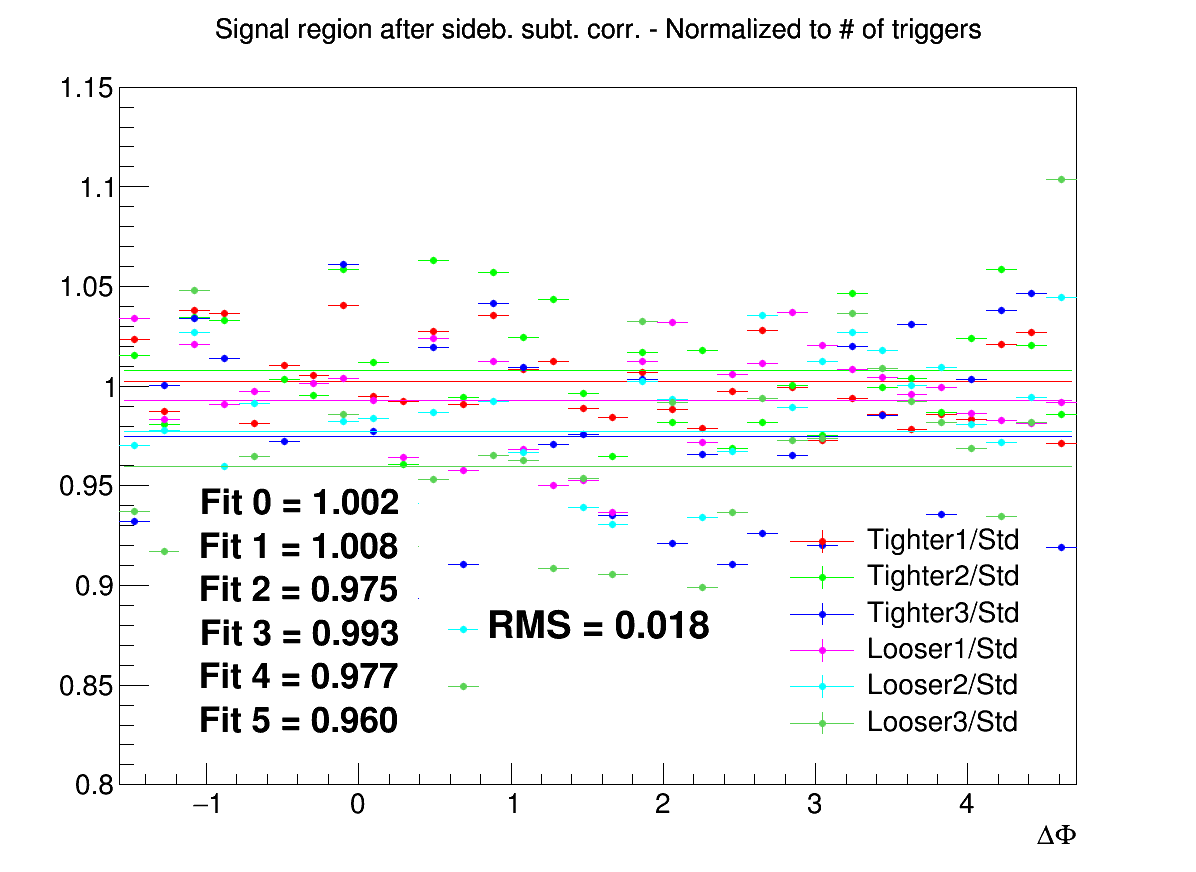 Signal region after sideb. subt. corr. - Normalized to # of triggers
1.15
1.1
1.05
1
0.95
0.9
0.85
0.8
Fit 0 = 1.002
Fit 1 = 1.008
Fit 2 = 0.975
Fit 3 = 0.993
Fit 4 = 0.977
Fit 5 = 0.960
RMS = 0.018
Tighter1/Std
Tighter2/Std
Tighter3/Std
Looser1/Std
Looser2/Std
Looser3/Std
−1 0 1 2 3 4
ΔΦ